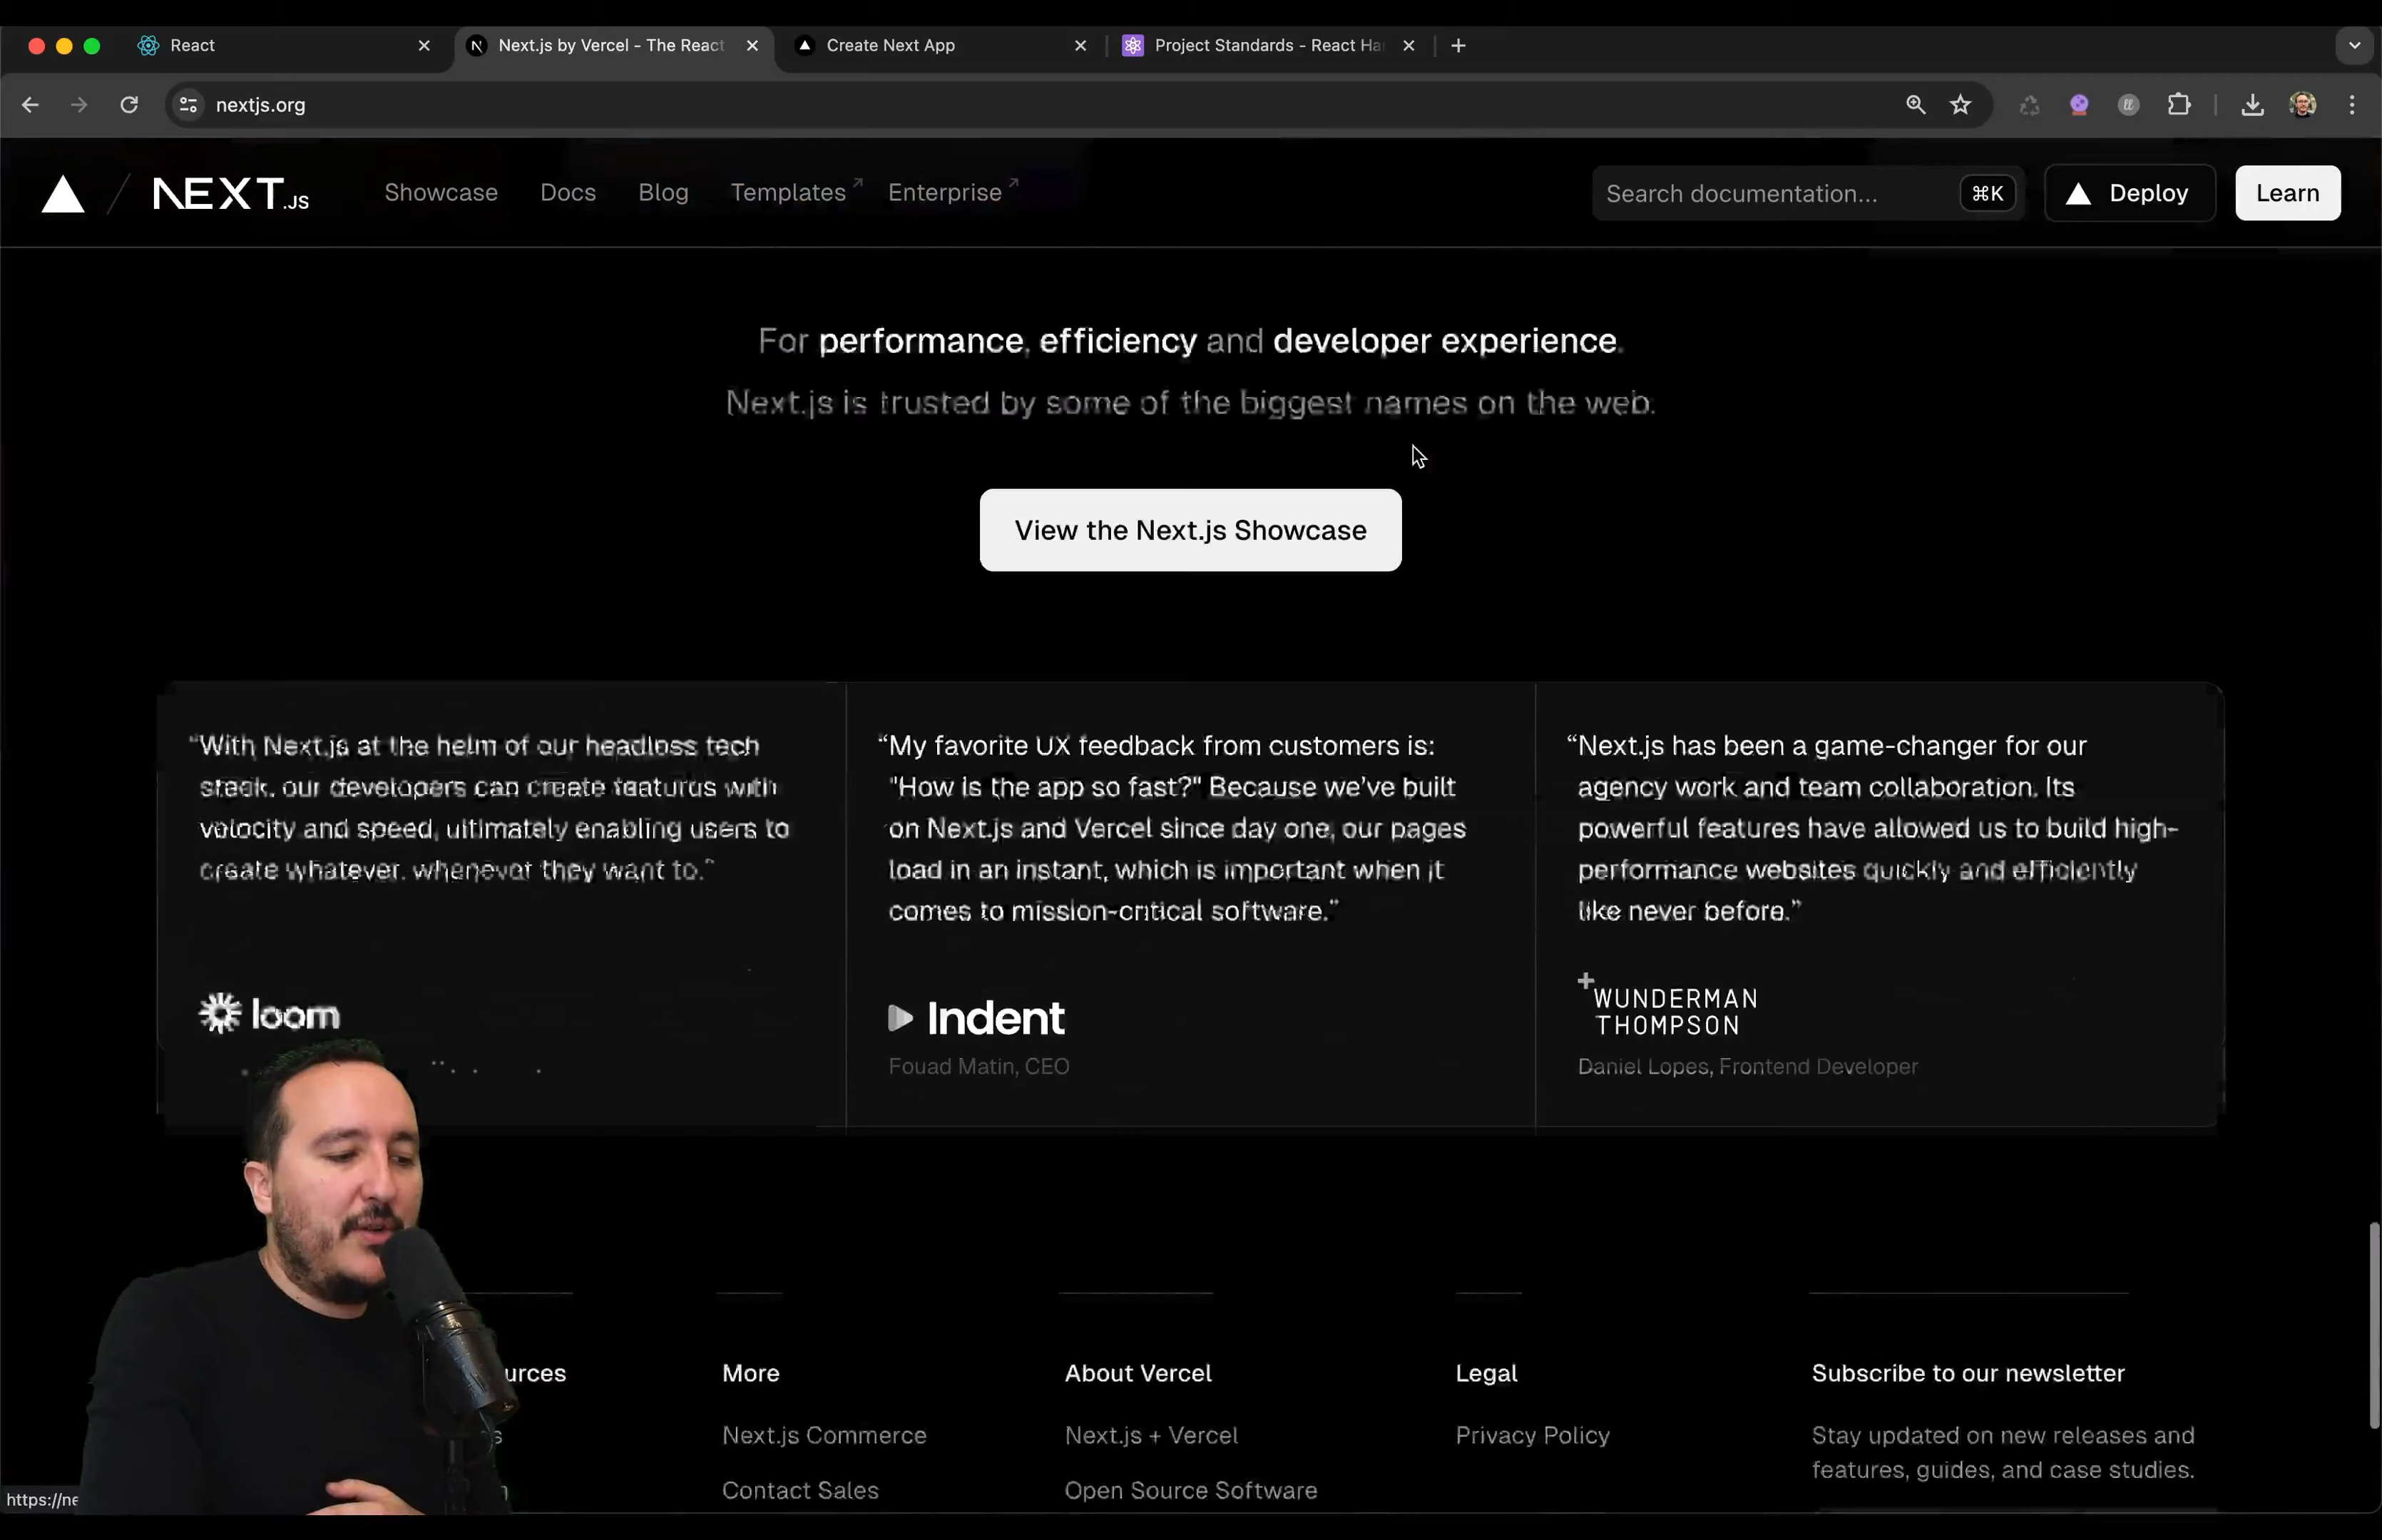 React
Next.js by Vercel - The React
Create Next App
Project Standards - React Ha
nextjs.org
NEXT.JS
Showcase
Docs
Blog
Templates
Enterprise
Search documentation...
⌘K
Deploy
Learn
For performance, efficiency and developer experience.
Next.js is trusted by some of the biggest names on the web.
View the Next.js Showcase
“With Next.js at the helm of our headless tech
stack, our developers can create features with
velocity and speed, ultimately enabling users to
create whatever, whenever they want to.”
loom
“My favorite UX feedback from customers is:
"How is the app so fast?" Because we’ve built
on Next.js and Vercel since day one, our pages
load in an instant, which is important when it
comes to mission-critical software.”
Indent
Fouad Matin, CEO
“Next.js has been a game-changer for our
agency work and team collaboration. Its
powerful features have allowed us to build high-
performance websites quickly and efficiently
like never before.”
WUNDERMAN
THOMPSON
Daniel Lopes, Frontend Developer
urces
s
More
Next.js Commerce
Contact Sales
About Vercel
Next.js + Vercel
Open Source Software
Legal
Privacy Policy
Subscribe to our newsletter
Stay updated on new releases and
features, guides, and case studies.
https://ne